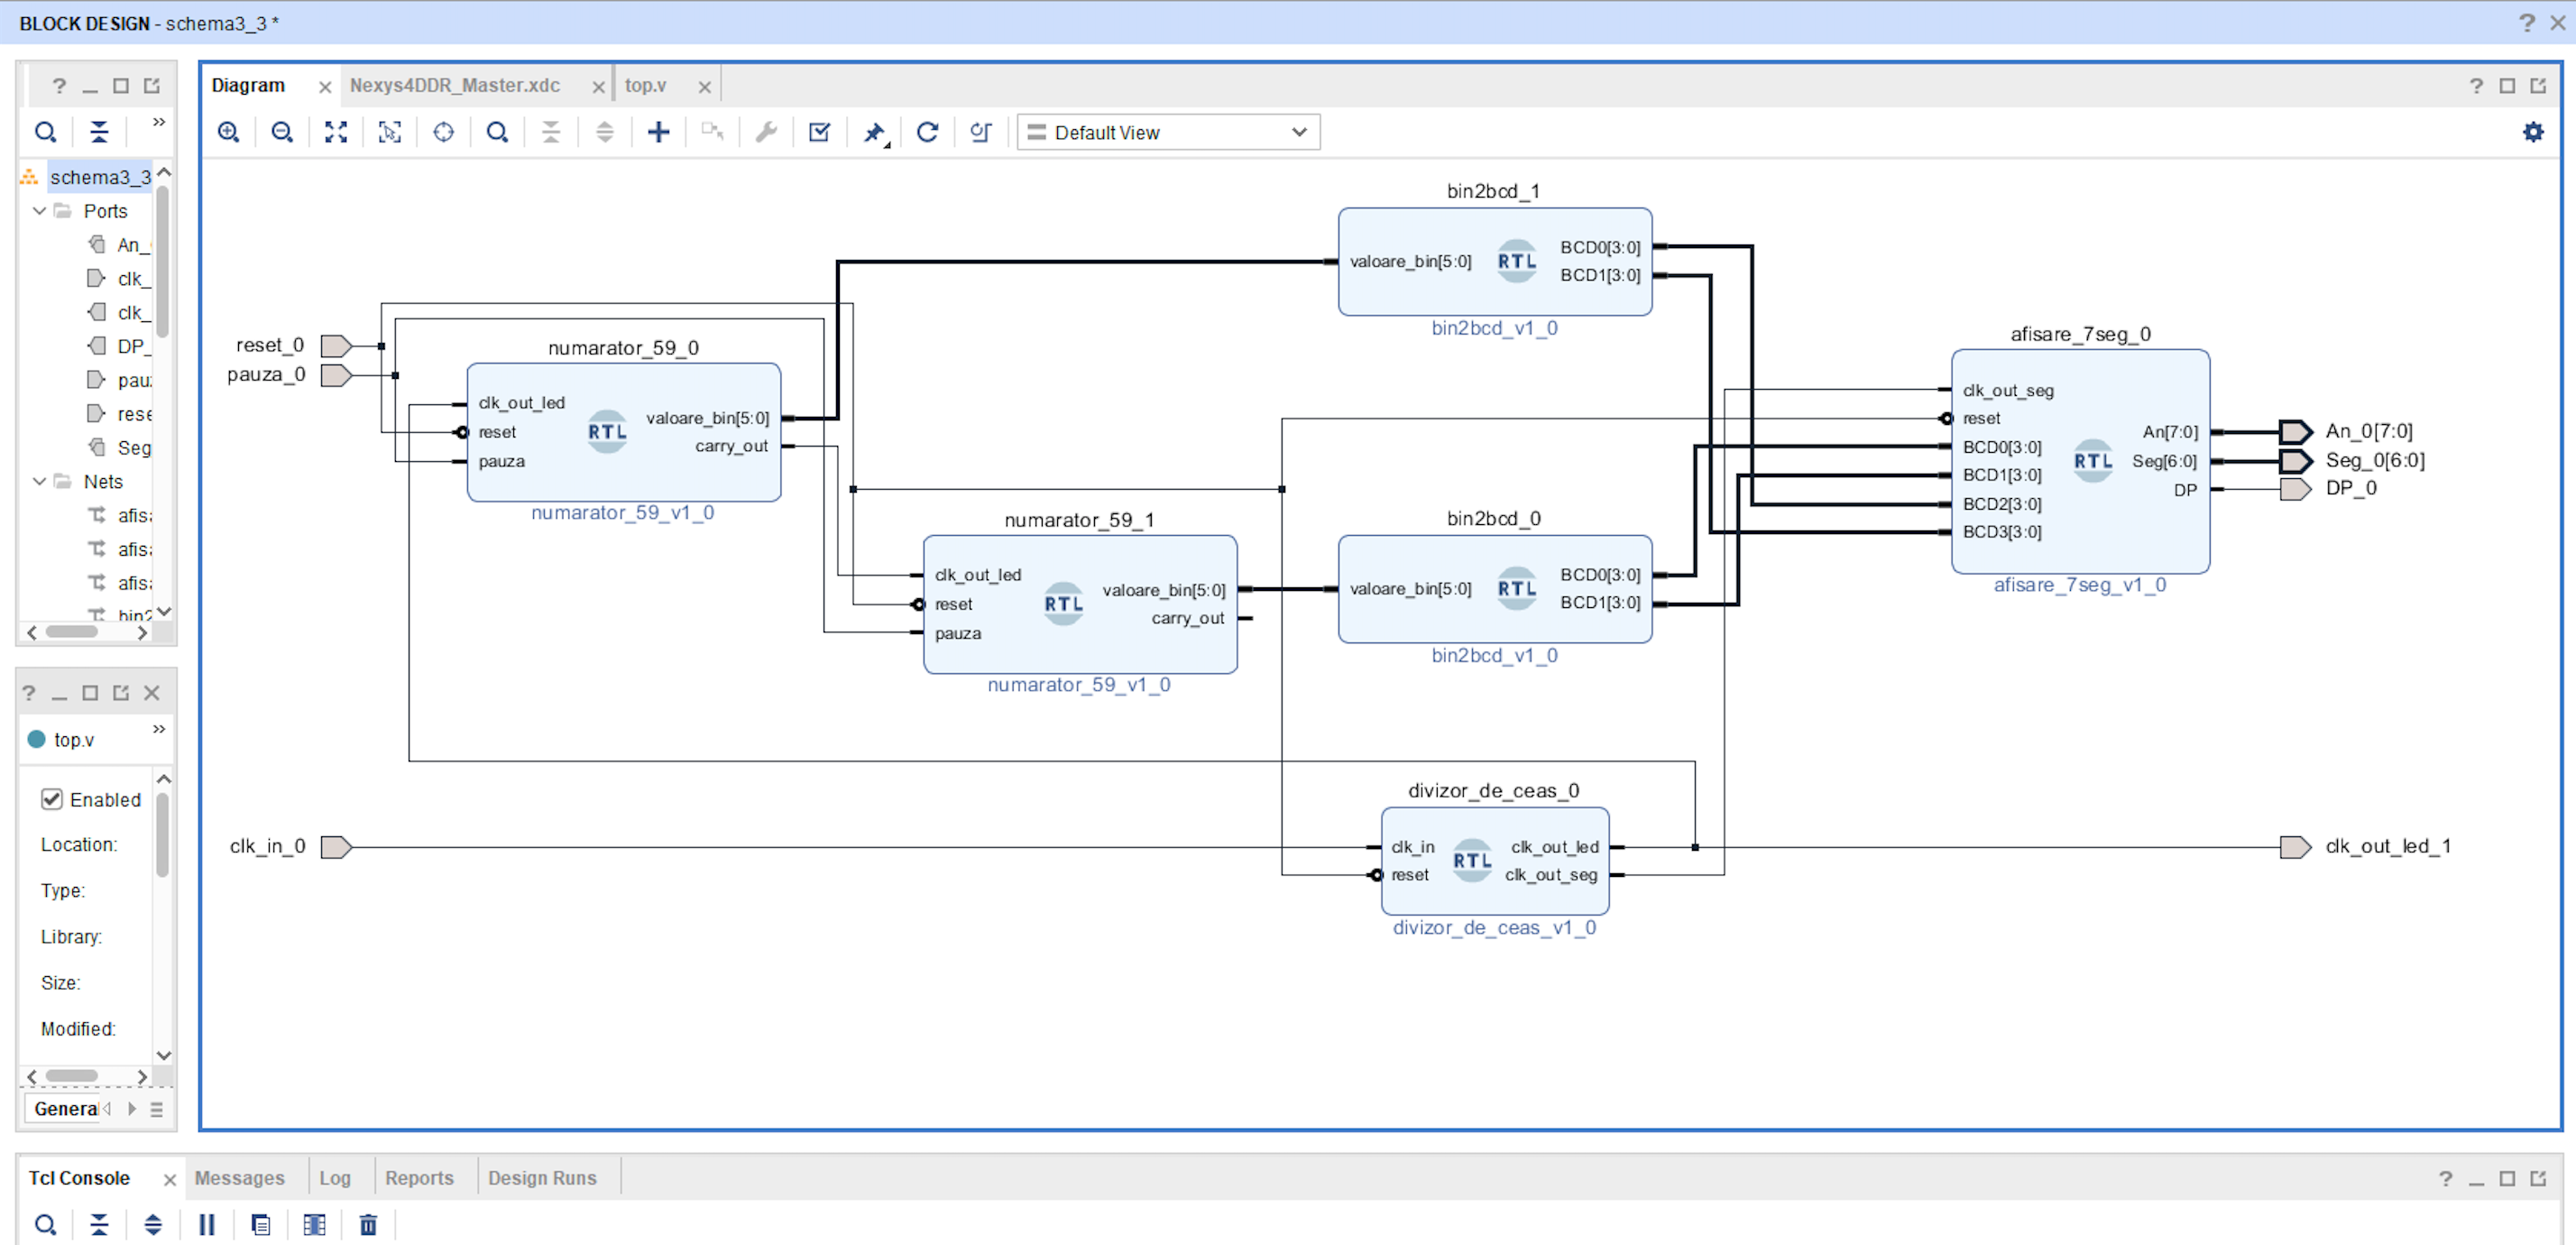 BLOCK DESIGN - schema3_3 *
Diagram
Nexys4DDR_Master.xdc
top.v
Default View
schema3_3
Ports
An_
clk_
clk_
DP_
pau
rese
Seg
Nets
afis
afis
afis
bin2
top.v
Enabled
Location:
Type:
Library:
Size:
Modified:
Genera
reset_0
pauza_0
clk_in_0
numarator_59_0
clk_out_led
reset
pauza
RTL
valoare_bin[5:0]
carry_out
numarator_59_v1_0
numarator_59_1
clk_out_led
reset
pauza
RTL
valoare_bin[5:0]
carry_out
numarator_59_v1_0
bin2bcd_1
valoare_bin[5:0]
RTL
BCD0[3:0]
BCD1[3:0]
bin2bcd_v1_0
bin2bcd_0
valoare_bin[5:0]
RTL
BCD0[3:0]
BCD1[3:0]
bin2bcd_v1_0
divizor_de_ceas_0
clk_in
reset
RTL
clk_out_led
clk_out_seg
divizor_de_ceas_v1_0
afisare_7seg_0
clk_out_seg
reset
BCD0[3:0]
BCD1[3:0]
BCD2[3:0]
BCD3[3:0]
RTL
An[7:0]
Seg[6:0]
DP
afisare_7seg_v1_0
An_0[7:0]
Seg_0[6:0]
DP_0
clk_out_led_1
Tcl Console
Messages
Log
Reports
Design Runs